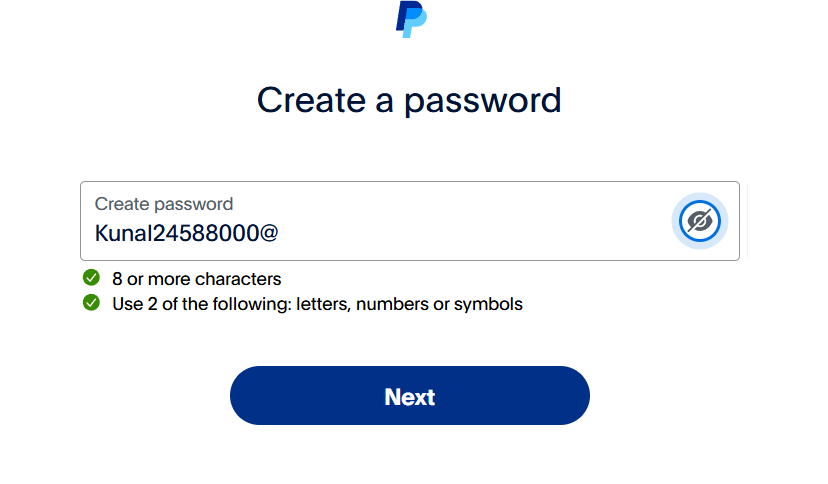 Create a password
Create password
Kunal24588000@
8 or more characters
Use 2 of the following: letters, numbers or symbols
Next